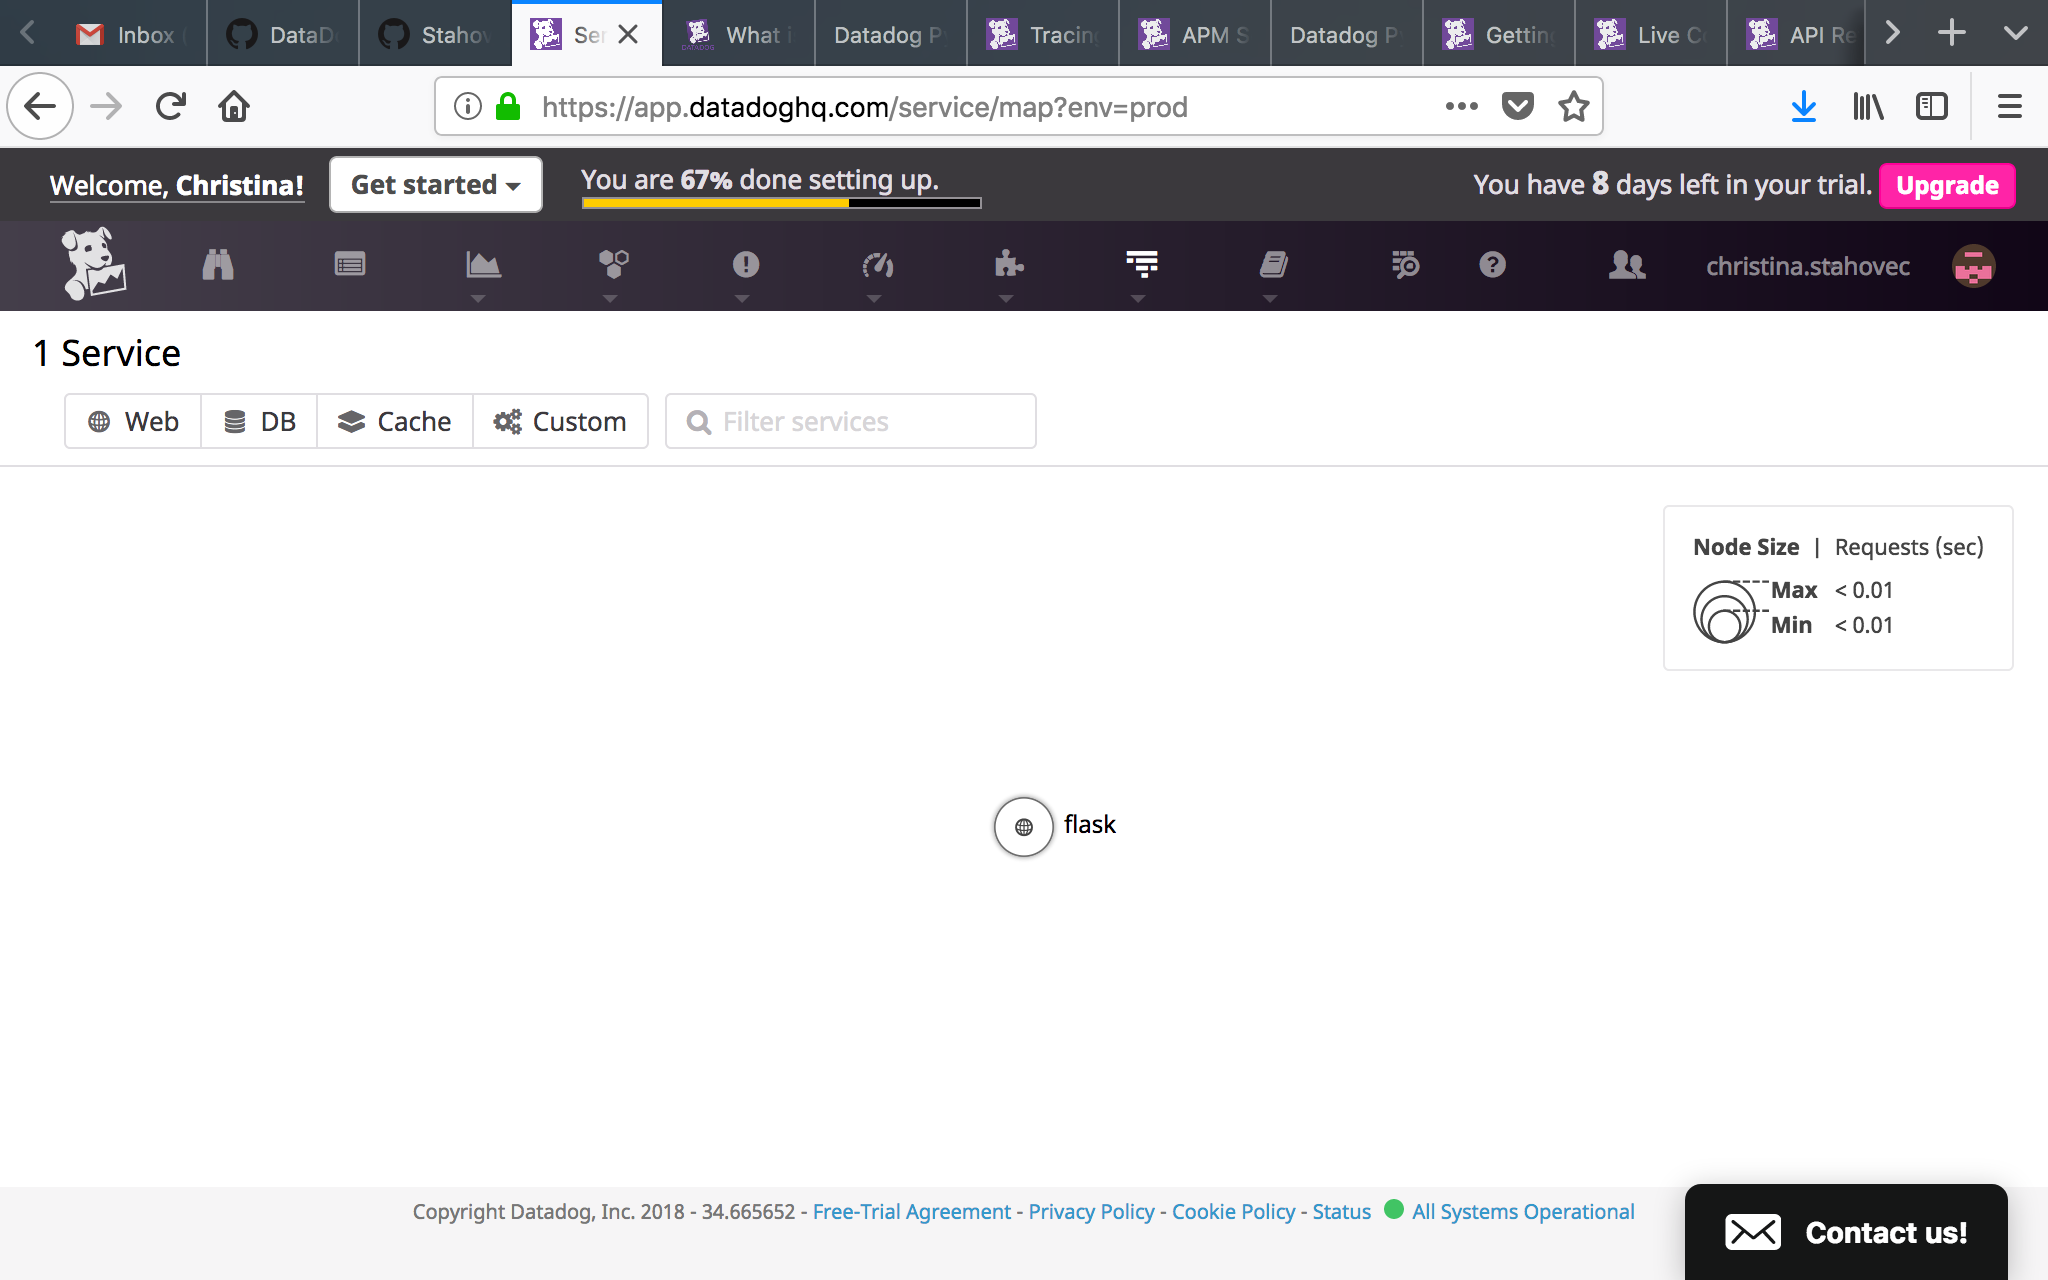 Inbox
DataD
Stahov
Ser
What i
Datadog P
Tracing
APM S
Datadog P
Getting
Live Co
API Re
https://app.datadoghq.com/service/map?env=prod
Welcome, Christina!
Get started
You are 67% done setting up.
You have 8 days left in your trial.
Upgrade
christina.stahovec
1 Service
Web
DB
Cache
Custom
Filter services
Node Size | Requests (sec)
Max < 0.01
Min < 0.01
flask
Copyright Datadog, Inc. 2018 - 34.665652 - Free-Trial Agreement - Privacy Policy - Cookie Policy - Status All Systems Operational
Contact us!